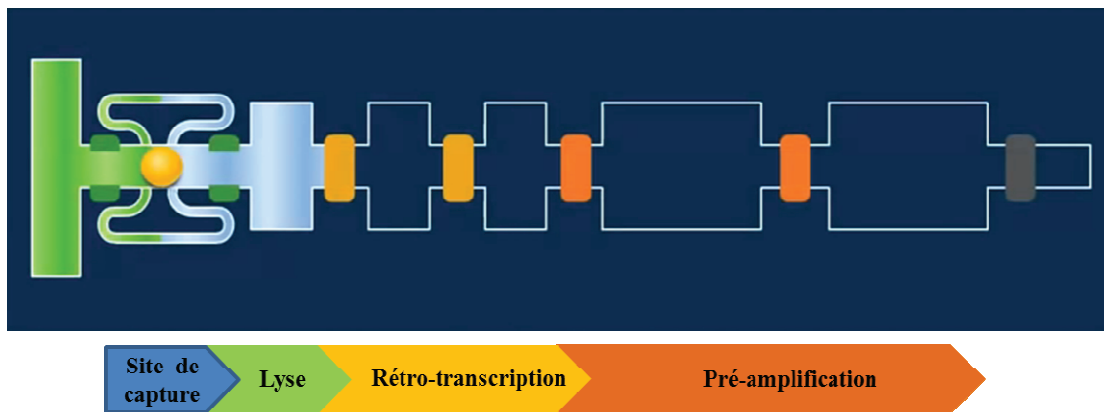 Site de
capture
Lyse
Rétro-transcription
Pré-amplification